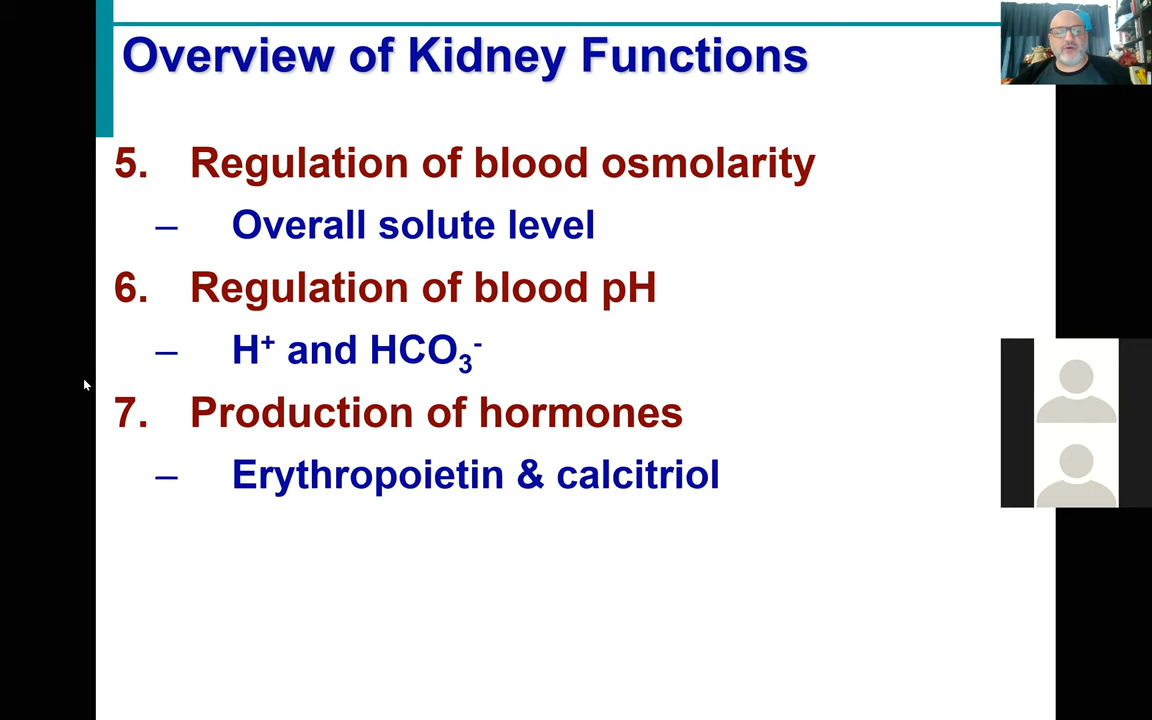 Overview of Kidney Functions
5. Regulation of blood osmolarity
– Overall solute level
6. Regulation of blood pH
– H⁺ and HCO₃⁻
7. Production of hormones
– Erythropoietin & calcitriol